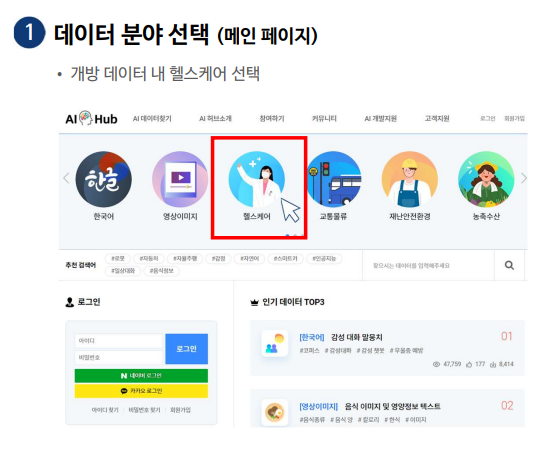 1 데이터 분야 선택 (메인 페이지)
• 개방 데이터 내 헬스케어 선택
AI Hub AI 데이터찾기 AI 허브소개 참여하기 커뮤니티 AI 개발지원 고객지원 로그인 회원가입
한글
한국어 영상이미지 헬스케어 교통물류 재난안전환경 농축수산
추천 검색어 #로봇 #자동차 #자율주행 #감정 #자연어 #스마트카 #인공지능
#일상대화 #음식정보
찾으시는 데이터를 입력해주세요
로그인
아이디
비밀번호
로그인
N 네이버 로그인
카카오 로그인
아이디 찾기 비밀번호 찾기 회원가입
인기 데이터 TOP3
[한국어] 감성 대화 말뭉치 01
#코퍼스 #감성대화 #감성 챗봇 #우울증 예방
47,759 177 8,414
[영상이미지] 음식 이미지 및 영양정보 텍스트 02
#음식종류 #음식 양 #칼로리 #한식 #이미지